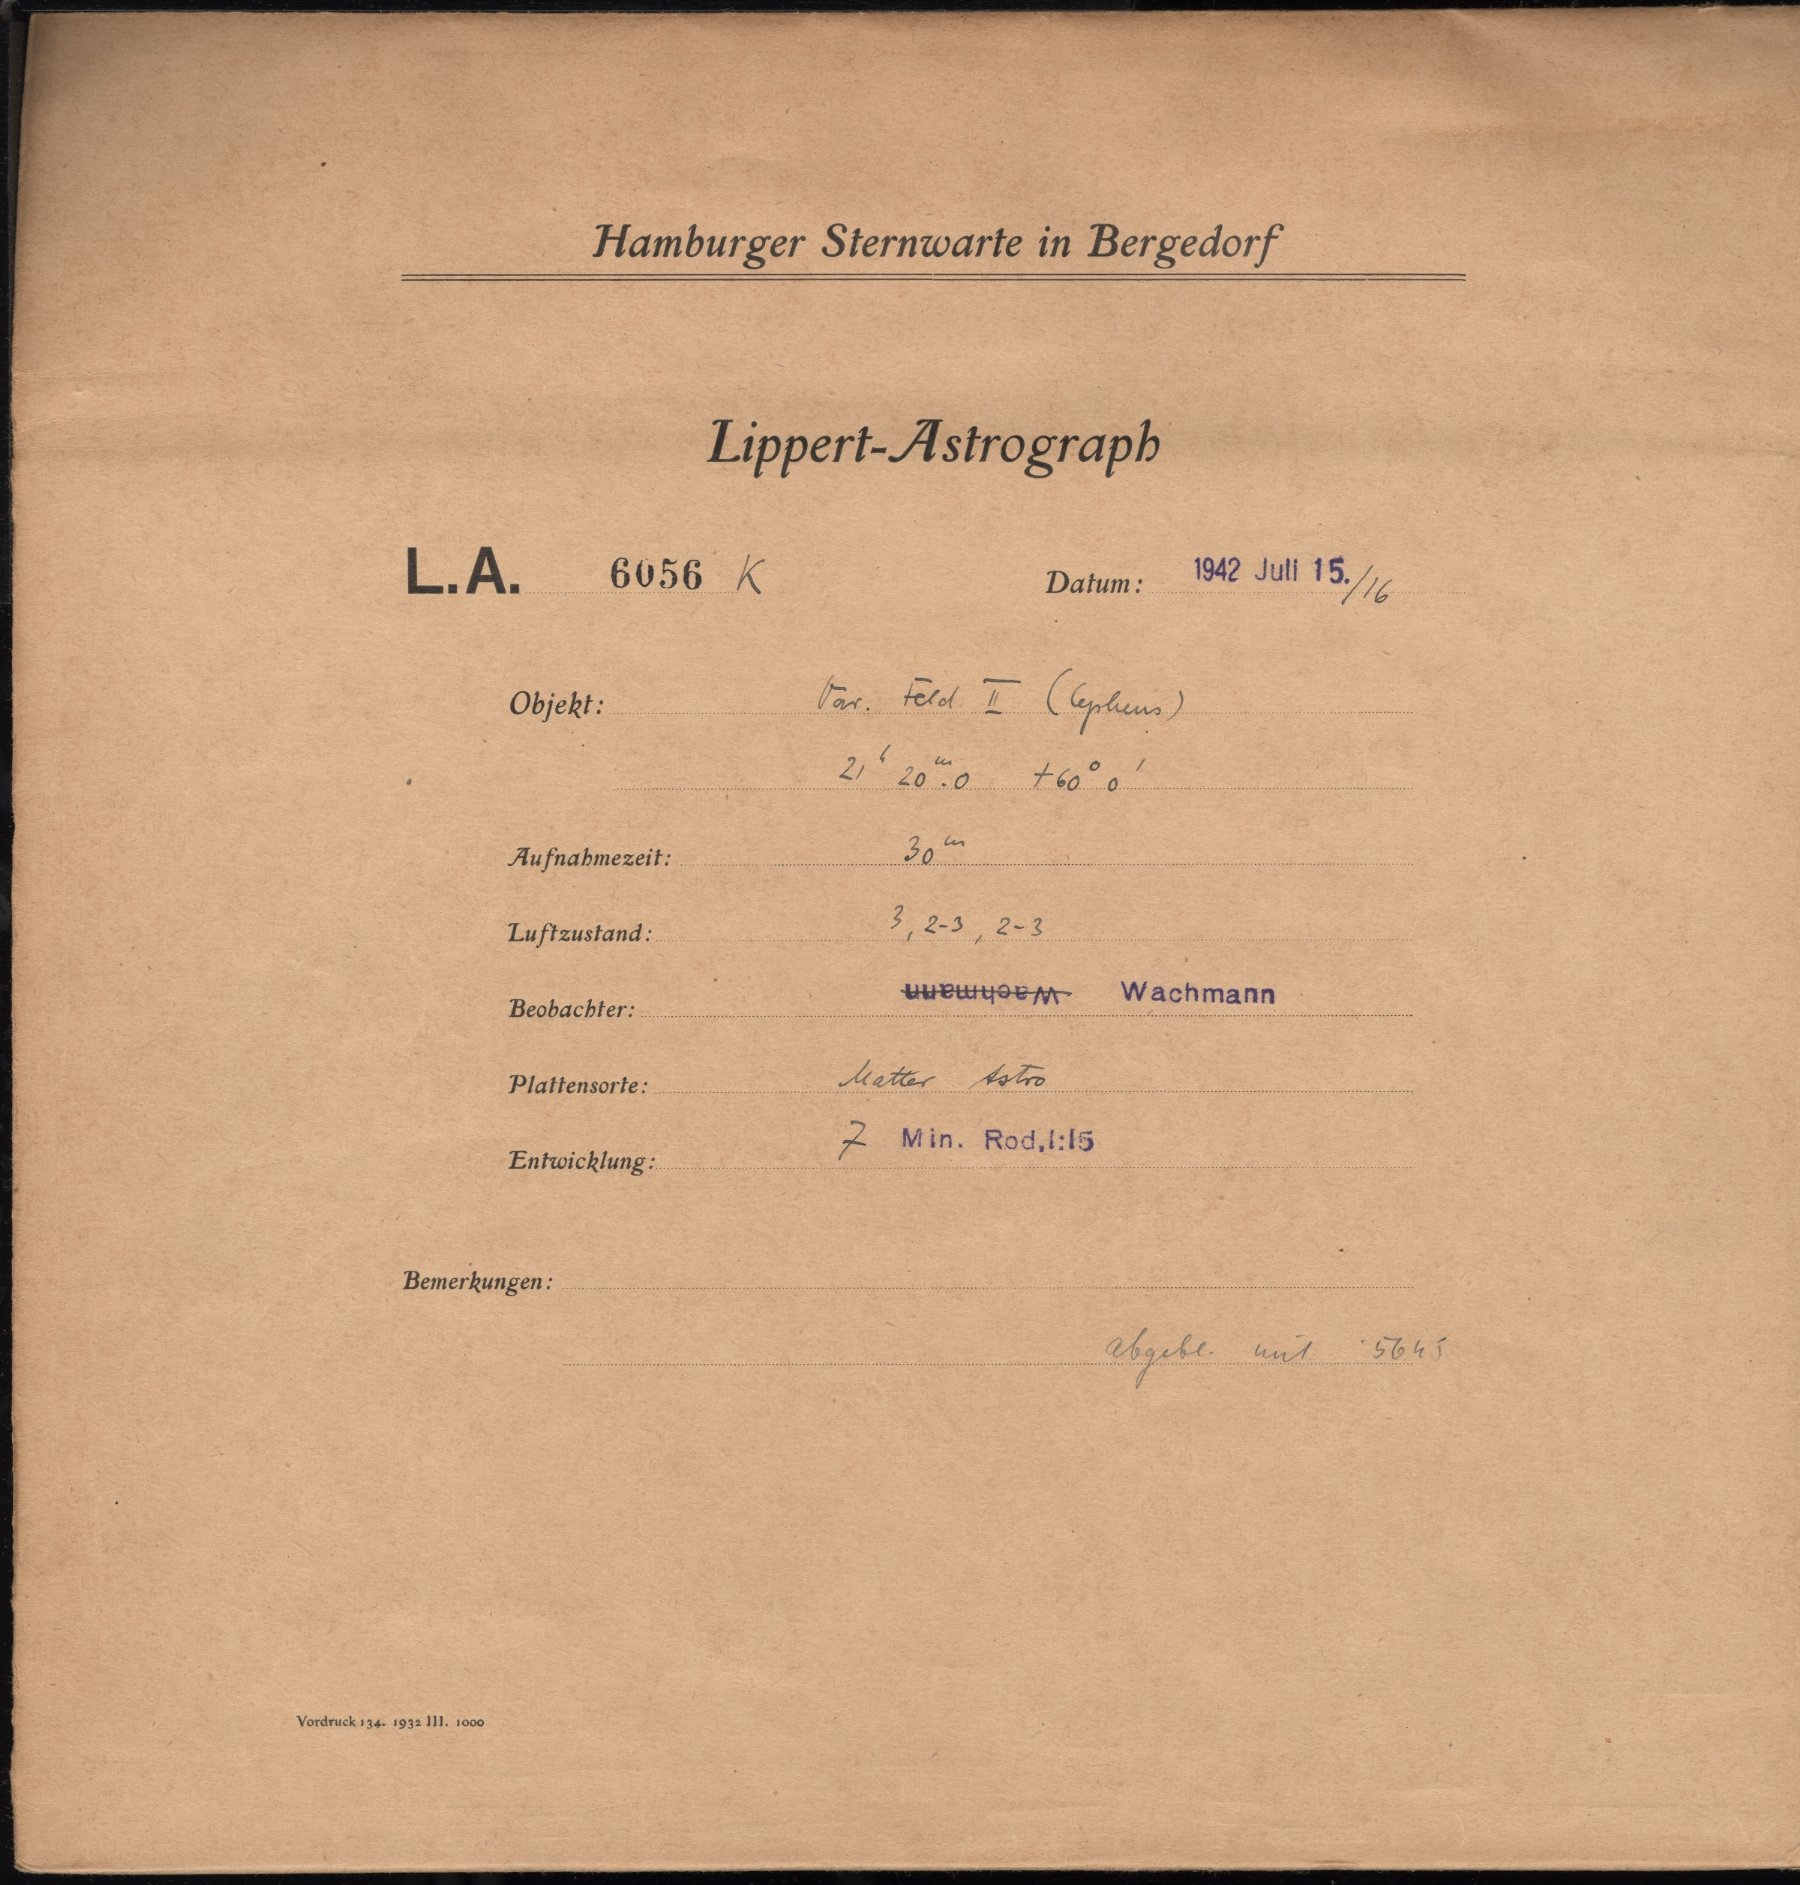 Hamburger Sternwarte in Bergedorf
Lippert-Astrograph
L.A. 6056 K Datum: 1942 Juli 15./16
Objekt: Var. Feld II (Cepheus)
21h 20m.0 +60° 0'
Aufnahmezeit: 30m
Luftzustand: 3, 2-3, 2-3
Beobachter: Wachmann Wachmann
Plattensorte: Matter Astro
Entwicklung: 7 Min. Rod. 1:15
Bemerkungen:
abgebl. mit 5645
Vordruck 134. 1932 III. 1000